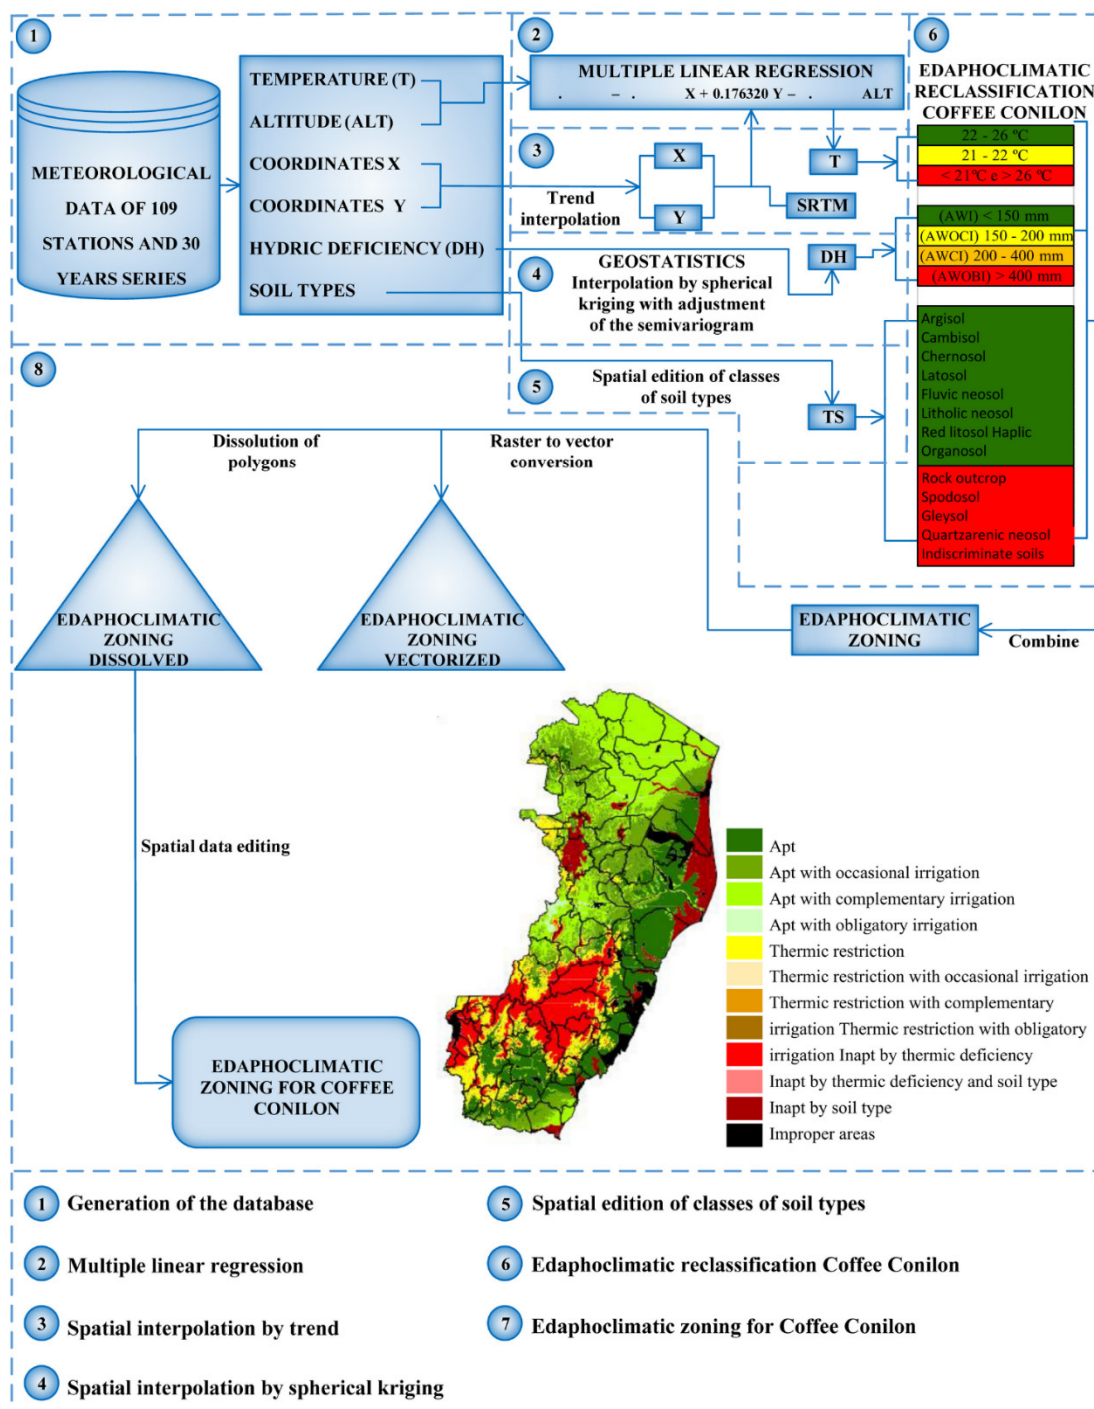 1
METEOROLOGICAL
DATA OF 109
STATIONS AND 30
YEARS SERIES
TEMPERATURE (T)
ALTITUDE (ALT)
COORDINATES X
COORDINATES Y
HYDRIC DEFICIENCY (DH)
SOIL TYPES
2
MULTIPLE LINEAR REGRESSION
. – . X + 0.176320 Y – . ALT
3
Trend
interpolation
X
Y
T
SRTM
4
GEOSTATISTICS
Interpolation by spherical
kriging with adjustment
of the semivariogram
DH
5
Spatial edition of classes
of soil types
TS
6
EDAPHOCLIMATIC
RECLASSIFICATION
COFFEE CONILON
22 - 26 ºC
21 - 22 ºC
< 21ºC e > 26 ºC
(AWI) < 150 mm
(AWOCI) 150 - 200 mm
(AWCI) 200 - 400 mm
(AWOBI) > 400 mm
Argisol
Cambisol
Chernosol
Latosol
Fluvic neosol
Litholic neosol
Red litosol Haplic
Organosol
Rock outcrop
Spodosol
Gleysol
Quartzarenic neosol
Indiscriminate soils
8
Dissolution of
polygons
Raster to vector
conversion
EDAPHOCLIMATIC
ZONING
DISSOLVED
EDAPHOCLIMATIC
ZONING
VECTORIZED
EDAPHOCLIMATIC
ZONING
Combine
Spatial data editing
EDAPHOCLIMATIC
ZONING FOR COFFEE
CONILON
Apt
Apt with occasional irrigation
Apt with complementary irrigation
Apt with obligatory irrigation
Thermic restriction
Thermic restriction with occasional irrigation
Thermic restriction with complementary
irrigation Thermic restriction with obligatory
irrigation Inapt by thermic deficiency
Inapt by thermic deficiency and soil type
Inapt by soil type
Improper areas
1 Generation of the database
2 Multiple linear regression
3 Spatial interpolation by trend
4 Spatial interpolation by spherical kriging
5 Spatial edition of classes of soil types
6 Edaphoclimatic reclassification Coffee Conilon
7 Edaphoclimatic zoning for Coffee Conilon